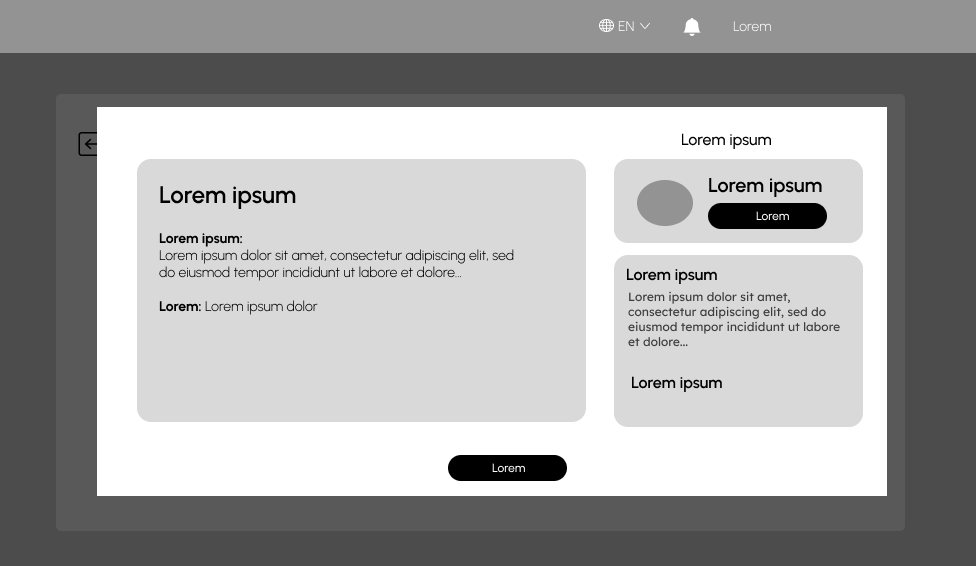 EN
Lorem
Lorem ipsum
Lorem ipsum
Lorem ipsum:
Lorem ipsum dolor sit amet, consectetur adipiscing elit, sed
do eiusmod tempor incididunt ut labore et dolore...
Lorem: Lorem ipsum dolor
Lorem ipsum
Lorem
Lorem ipsum
Lorem ipsum dolor sit amet,
consectetur adipiscing elit, sed do
eiusmod tempor incididunt ut labore
et dolore...
Lorem ipsum
Lorem